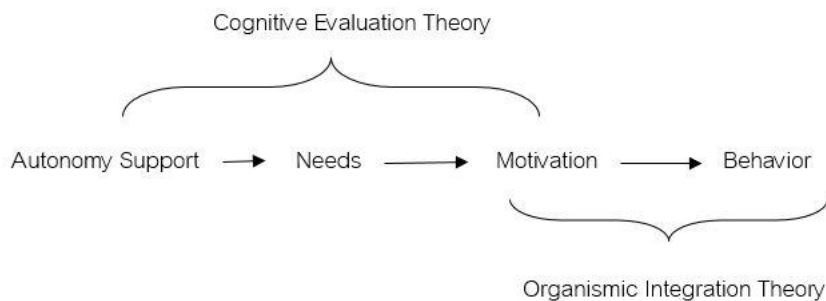 Cognitive Evaluation Theory
Autonomy Support Needs Motivation Behavior
Organismic Integration Theory